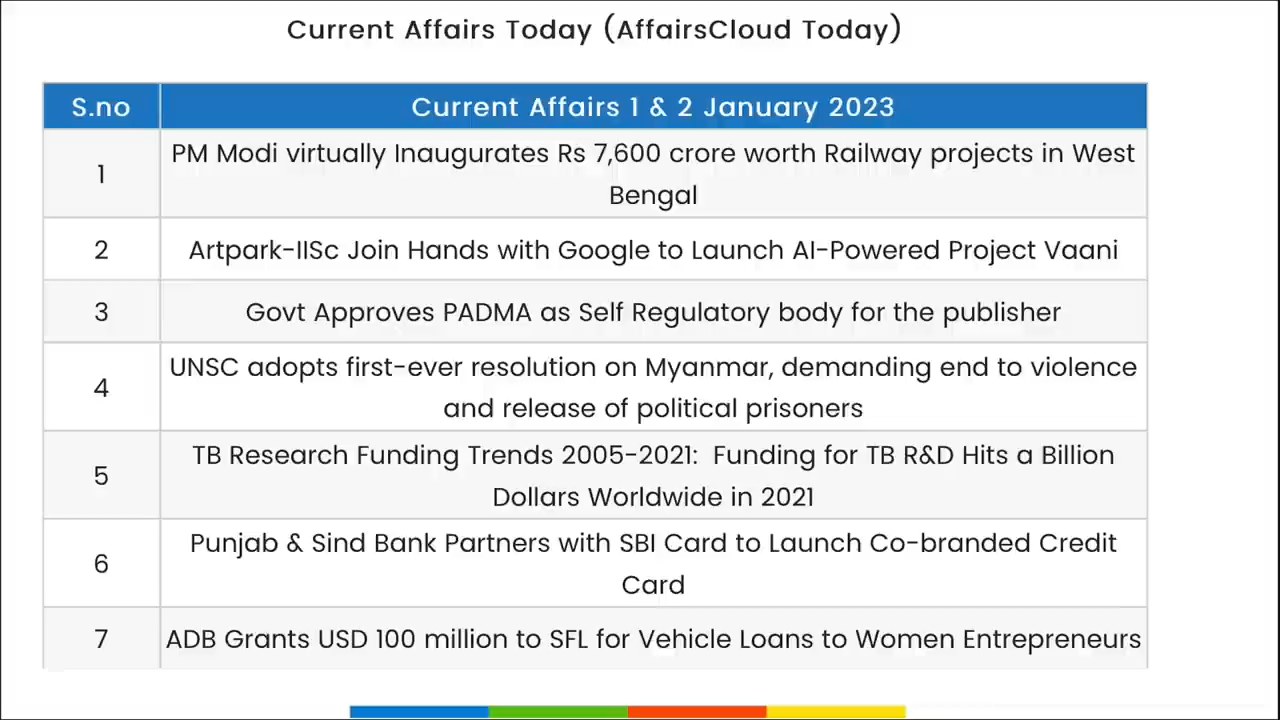 Current Affairs Today (AffairsCloud Today)
S.no Current Affairs 1 & 2 January 2023
1 PM Modi virtually Inaugurates Rs 7,600 crore worth Railway projects in West
Bengal
2 Artpark-IISc Join Hands with Google to Launch AI-Powered Project Vaani
3 Govt Approves PADMA as Self Regulatory body for the publisher
4 UNSC adopts first-ever resolution on Myanmar, demanding end to violence
and release of political prisoners
5 TB Research Funding Trends 2005-2021: Funding for TB R&D Hits a Billion
Dollars Worldwide in 2021
6 Punjab & Sind Bank Partners with SBI Card to Launch Co-branded Credit
Card
7 ADB Grants USD 100 million to SFL for Vehicle Loans to Women Entrepreneurs